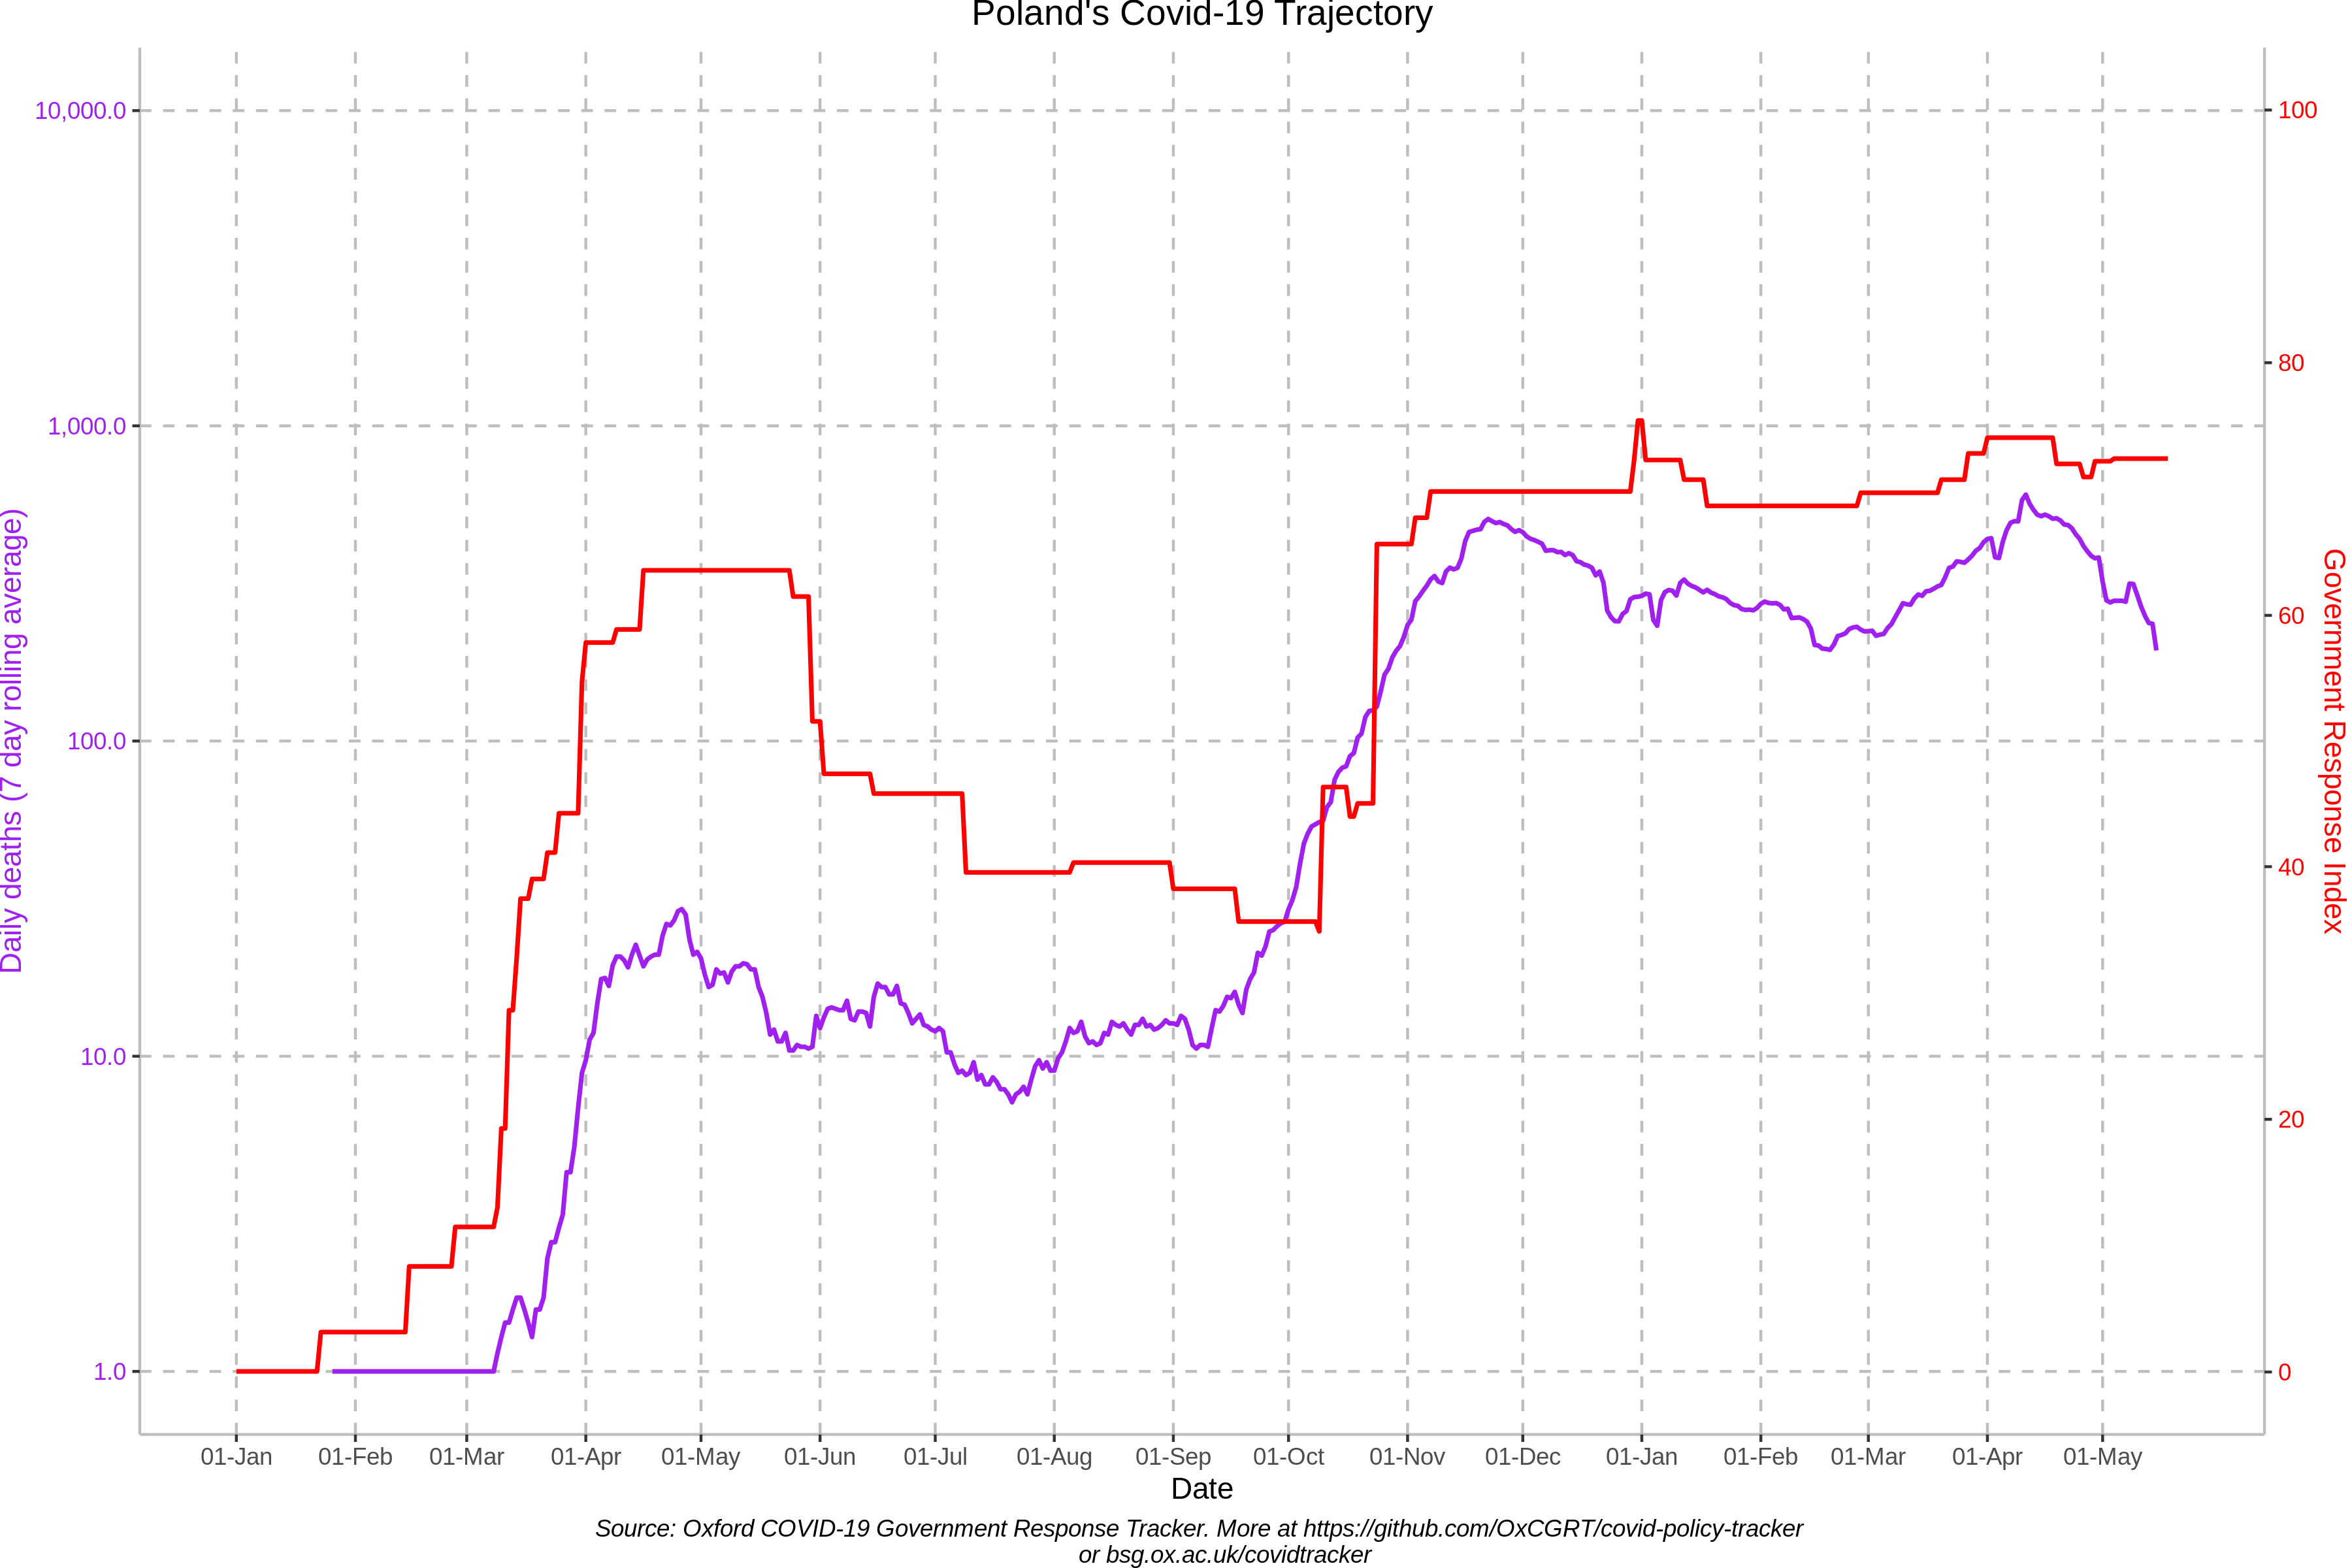 Poland's Covid-19 Trajectory
10,000.0
1,000.0
100.0
10.0
1.0
Daily deaths (7 day rolling average)
100
80
60
40
20
0
Government Response Index
01-Jan 01-Feb 01-Mar 01-Apr 01-May 01-Jun 01-Jul 01-Aug 01-Sep 01-Oct 01-Nov 01-Dec 01-Jan 01-Feb 01-Mar 01-Apr 01-May
Date
Source: Oxford COVID-19 Government Response Tracker. More at https://github.com/OxCGRT/covid-policy-tracker
or bsg.ox.ac.uk/covidtracker